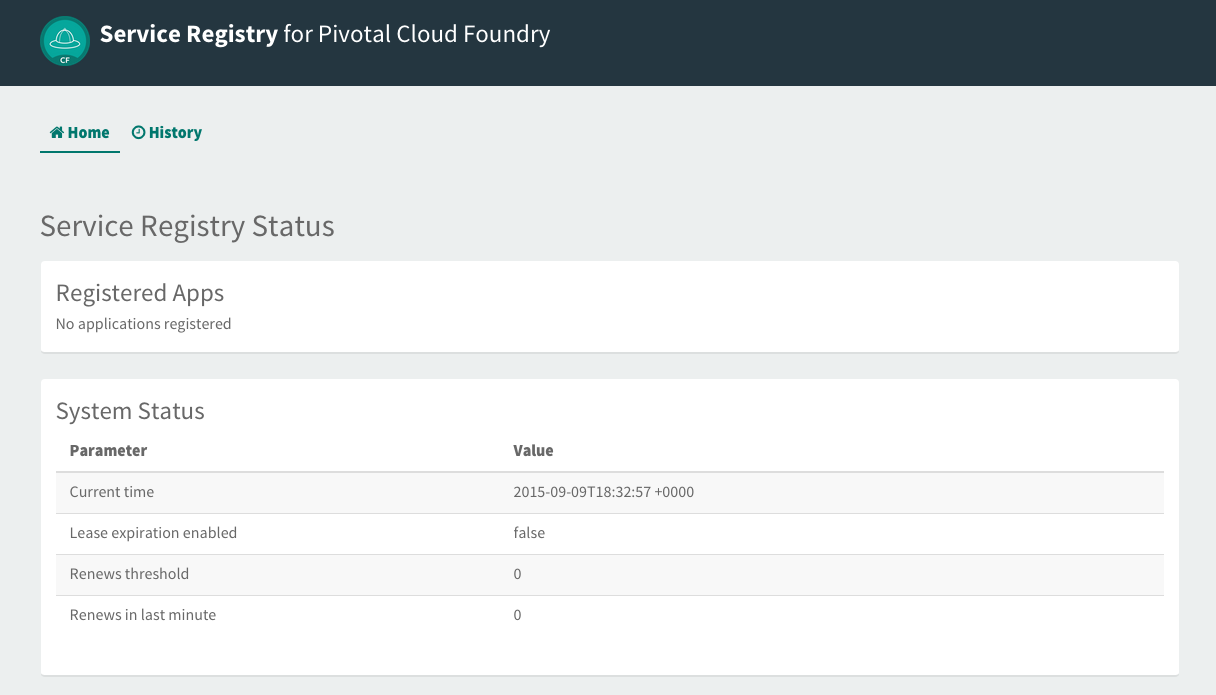 CF
Service Registry for Pivotal Cloud Foundry
Home
History
Service Registry Status
Registered Apps
No applications registered
System Status
Parameter Value
Current time 2015-09-09T18:32:57 +0000
Lease expiration enabled false
Renews threshold 0
Renews in last minute 0